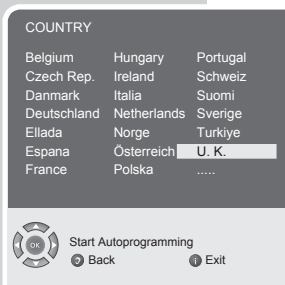 COUNTRY
Belgium Hungary Portugal
Czech Rep. Ireland Schweiz
Danmark Italia Suomi
Deutschland Netherlands Sverige
Ellada Norge Turkiye
Espana Österreich U. K.
France Polska .....
OK Start Autoprogramming
Back i Exit